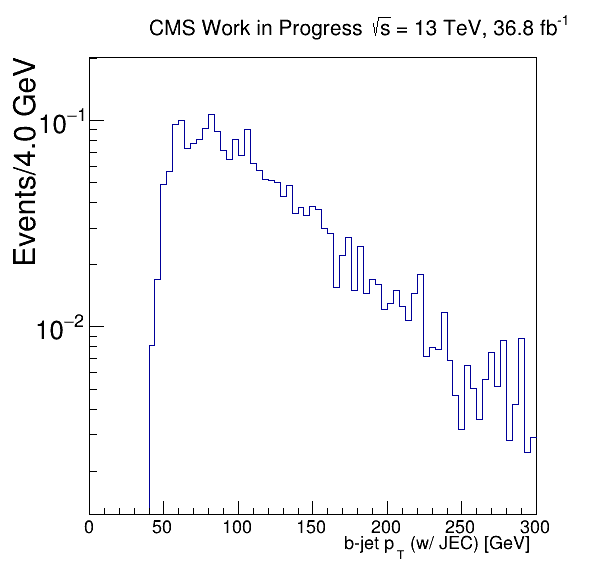 CMS Work in Progress √s = 13 TeV, 36.8 fb⁻¹
Events/4.0 GeV
10⁻¹
10⁻²
0 50 100 150 200 250 300
b-jet p_T (w/ JEC) [GeV]